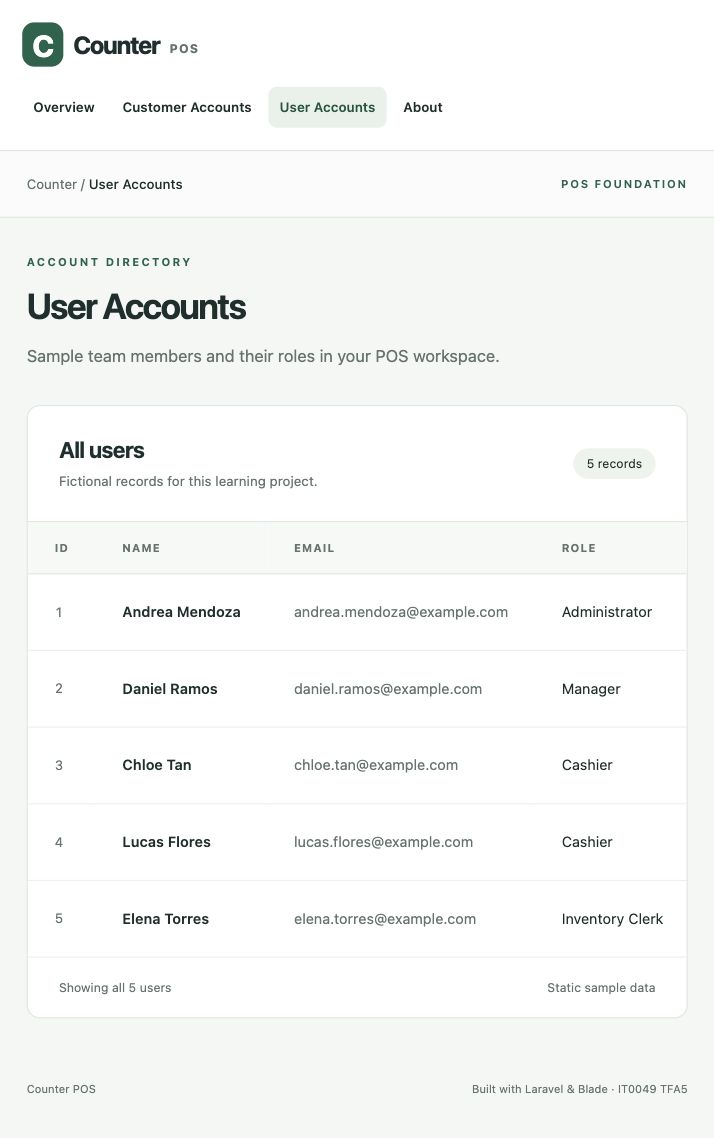 C Counter POS
Overview Customer Accounts User Accounts About
Counter / User Accounts POS FOUNDATION
ACCOUNT DIRECTORY
User Accounts
Sample team members and their roles in your POS workspace.
All users
5 records
Fictional records for this learning project.
ID NAME EMAIL ROLE
1 Andrea Mendoza andrea.mendoza@example.com Administrator
2 Daniel Ramos daniel.ramos@example.com Manager
3 Chloe Tan chloe.tan@example.com Cashier
4 Lucas Flores lucas.flores@example.com Cashier
5 Elena Torres elena.torres@example.com Inventory Clerk
Showing all 5 users Static sample data
Counter POS Built with Laravel & Blade · IT0049 TFA5